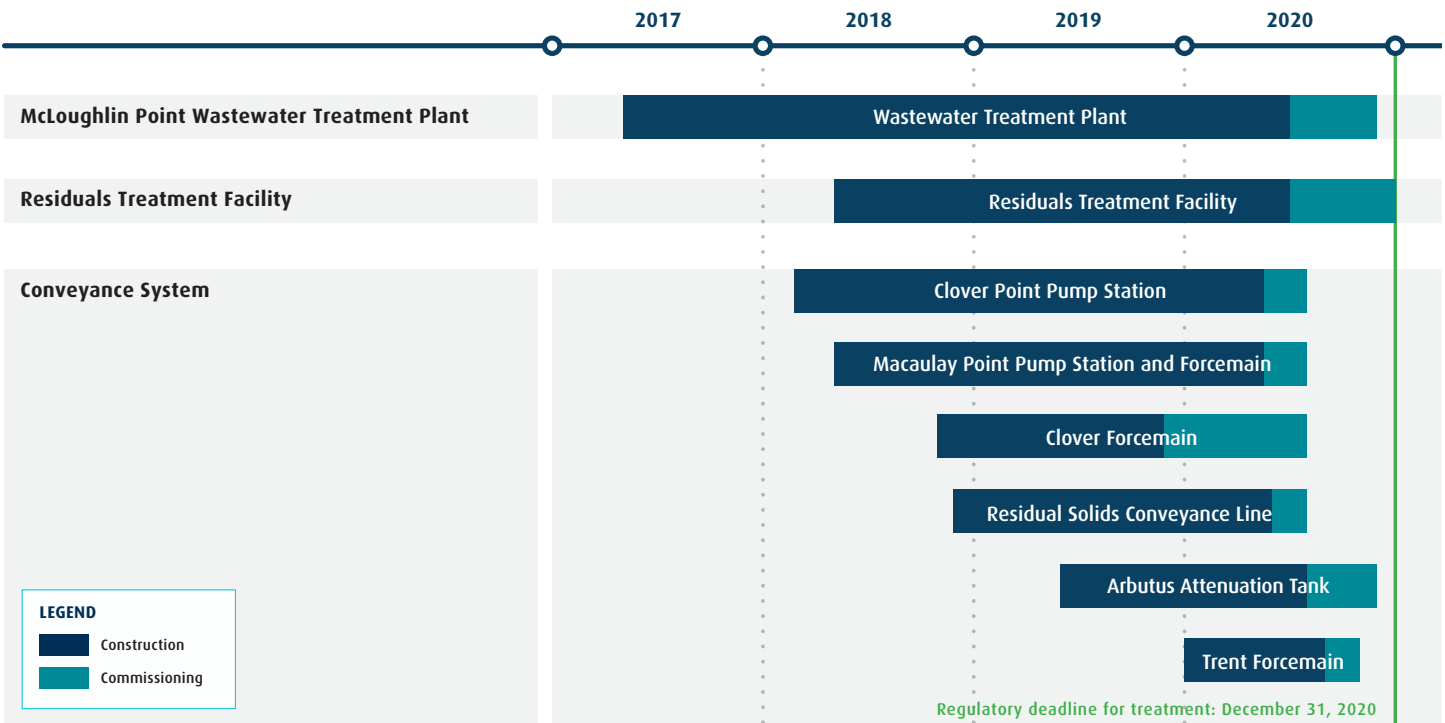 2017 2018 2019 2020
McLoughlin Point Wastewater Treatment Plant
Wastewater Treatment Plant
Residuals Treatment Facility
Residuals Treatment Facility
Conveyance System
Clover Point Pump Station
Macaulay Point Pump Station and Forcemain
Clover Forcemain
Residual Solids Conveyance Line
Arbutus Attenuation Tank
Trent Forcemain
LEGEND
Construction
Commissioning
Regulatory deadline for treatment: December 31, 2020